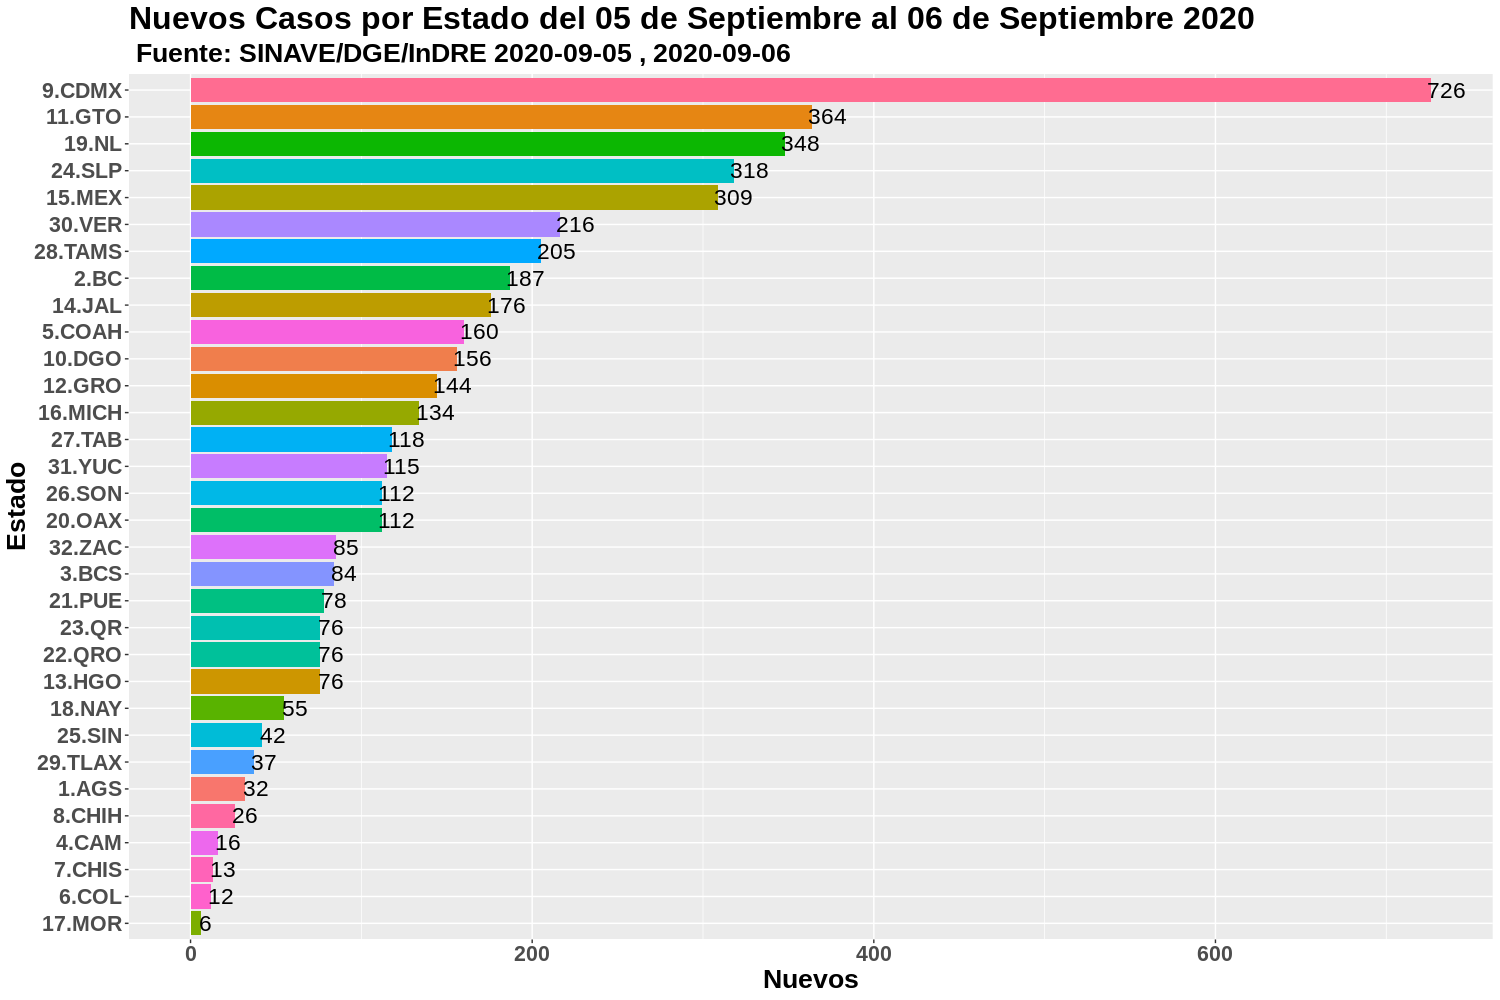 Nuevos Casos por Estado del 05 de Septiembre al 06 de Septiembre 2020
Fuente: SINAVE/DGE/InDRE 2020-09-05 , 2020-09-06
Estado
9.CDMX 726
11.GTO 364
19.NL 348
24.SLP 318
15.MEX 309
30.VER 216
28.TAMS 205
2.BC 187
14.JAL 176
5.COAH 160
10.DGO 156
12.GRO 144
16.MICH 134
27.TAB 118
31.YUC 115
26.SON 112
20.OAX 112
32.ZAC 85
3.BCS 84
21.PUE 78
23.QR 76
22.QRO 76
13.HGO 76
18.NAY 55
25.SIN 42
29.TLAX 37
1.AGS 32
8.CHIH 26
4.CAM 16
7.CHIS 13
6.COL 12
17.MOR 6
0 200 400 600
Nuevos